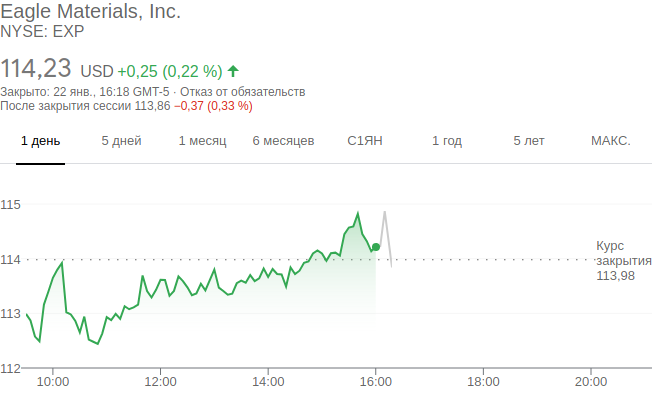 Eagle Materials, Inc.
NYSE: EXP
114,23 USD +0,25 (0,22 %) ↑
Закрыто: 22 янв., 16:18 GMT-5 · Отказ от обязательств
После закрытия сессии 113,86 −0,37 (0,33 %)
1 день 5 дней 1 месяц 6 месяцев С1ЯН 1 год 5 лет МАКС.
115
114
113
112
Курс
закрытия
113,98
10:00 12:00 14:00 16:00 18:00 20:00